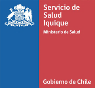 Servicio de
Salud
Iquique
Ministerio de Salud
Gobierno de Chile